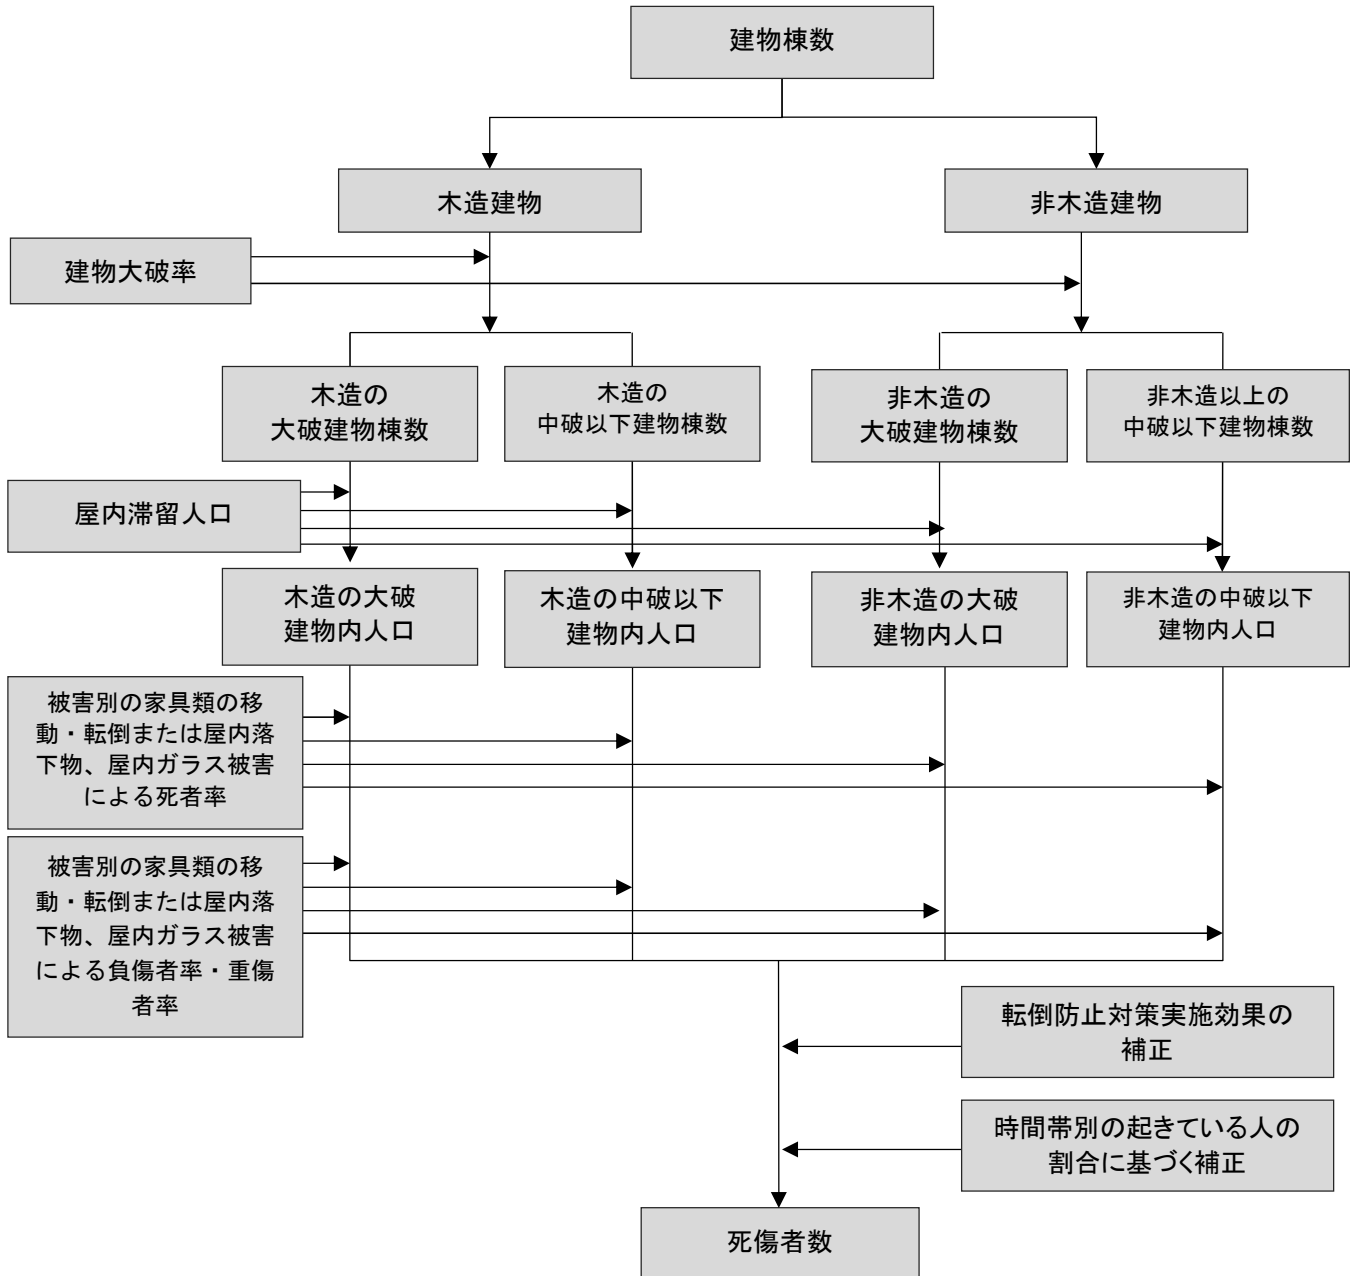 建物棟数
木造建物
非木造建物
建物大破率
木造の
大破建物棟数
木造の
中破以下建物棟数
非木造の
大破建物棟数
非木造以上の
中破以下建物棟数
屋内滞留人口
木造の大破
建物内人口
木造の中破以下
建物内人口
非木造の大破
建物内人口
非木造の中破以下
建物内人口
被害別の家具類の移
動・転倒または屋内落
下物、屋内ガラス被害
による死者率
被害別の家具類の移
動・転倒または屋内落
下物、屋内ガラス被害
による負傷者率・重傷
者率
転倒防止対策実施効果の
補正
時間帯別の起きている人の
割合に基づく補正
死傷者数